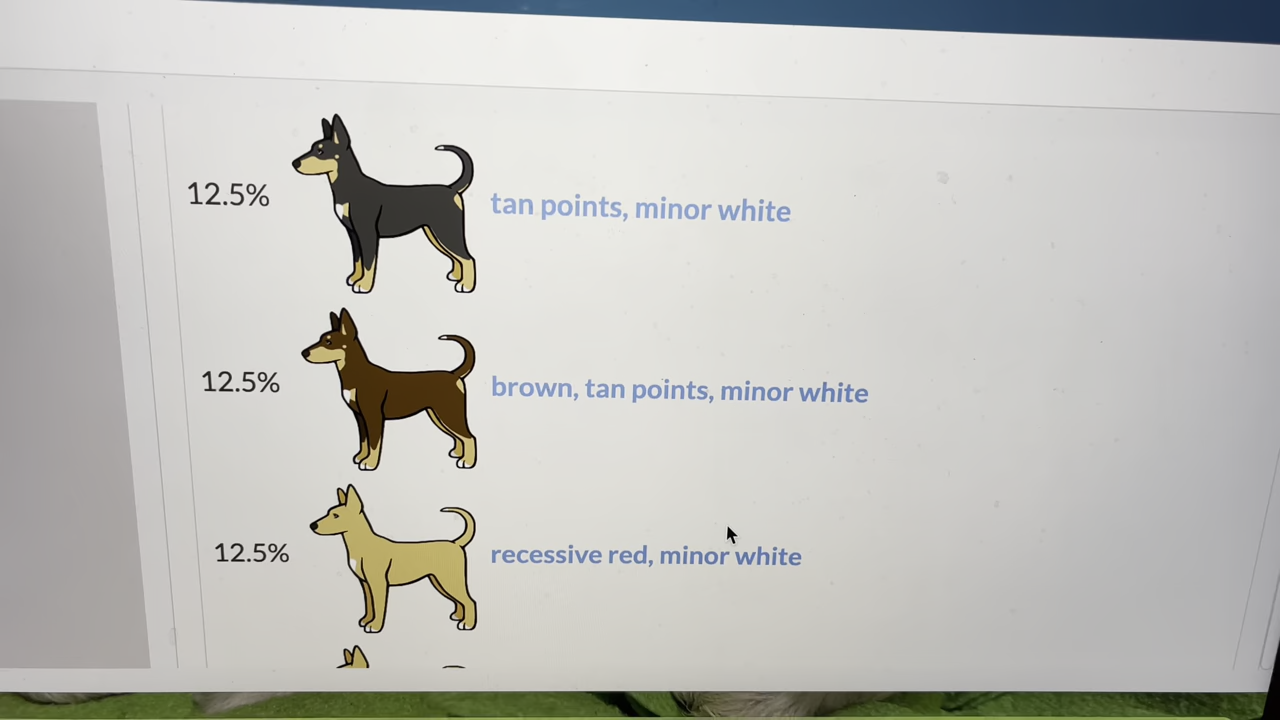 12.5% tan points, minor white
12.5% brown, tan points, minor white
12.5% recessive red, minor white